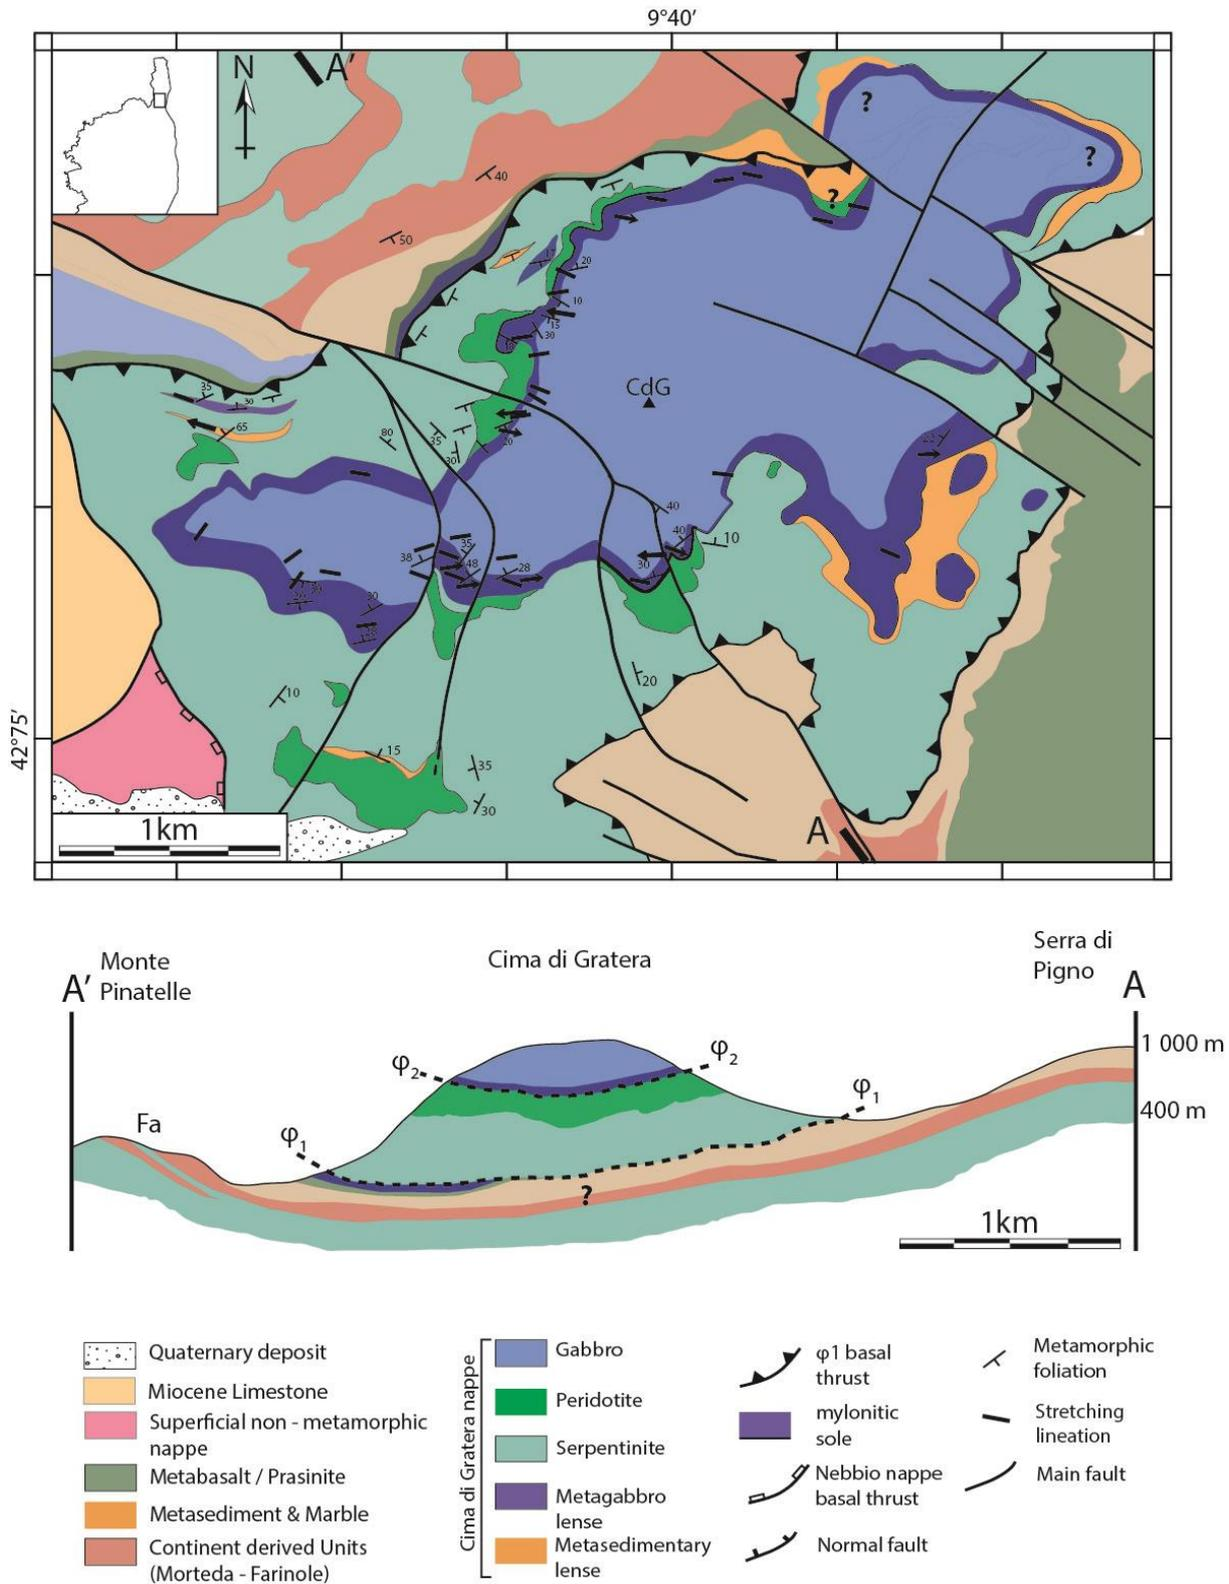 9°40’
A’
N
?
?
?
40
50
17
20
10
15
30
CdG
35
30
65
80
35
30
20
22
40
40
10
30
38
35
48
28
30
10
20
15
35
30
42°75’
1km
A
Monte
Pinatelle
Cima di Gratera
Serra di
Pigno
A’
A
1 000 m
400 m
φ2
φ2
φ1
φ1
Fa
?
1km
Quaternary deposit
Miocene Limestone
Superficial non - metamorphic
nappe
Metabasalt / Prasinite
Metasediment & Marble
Continent derived Units
(Morteda - Farinole)
Cima di Gratera nappe
Gabbro
Peridotite
Serpentinite
Metagabbro
lense
Metasedimentary
lense
φ1 basal
thrust
mylonitic
sole
Nebbio nappe
basal thrust
Normal fault
Metamorphic
foliation
Stretching
lineation
Main fault